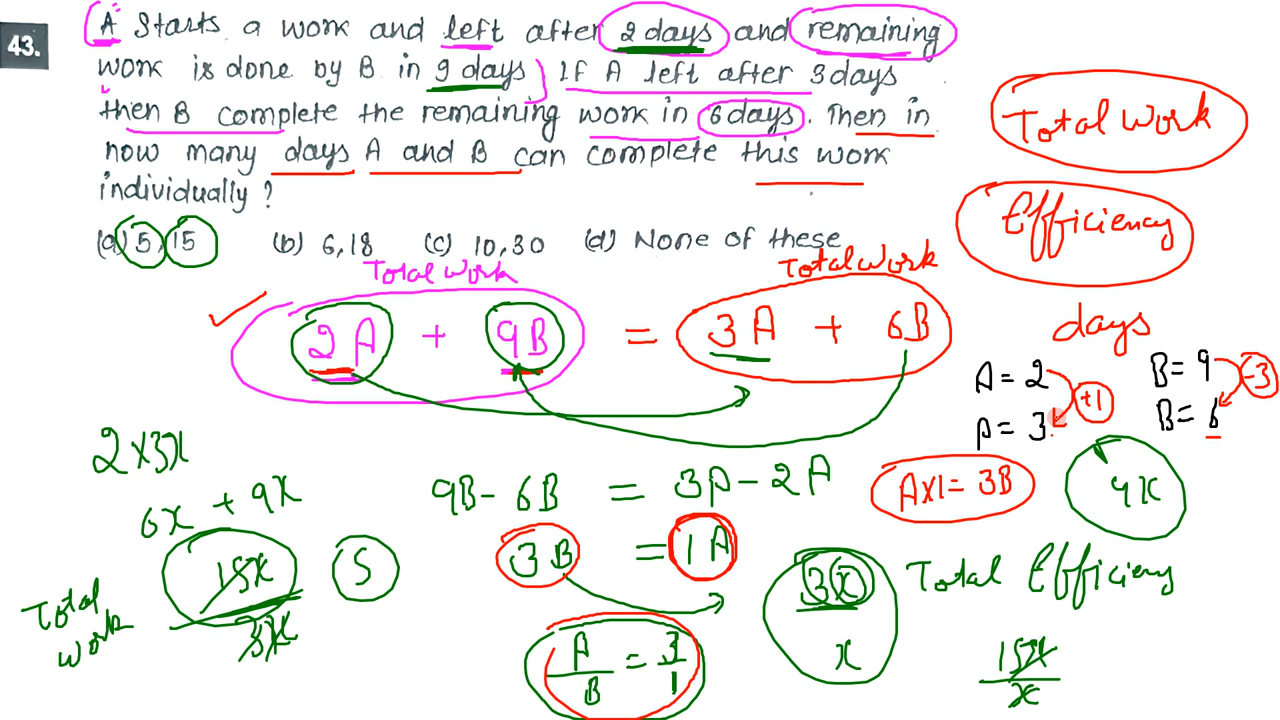 43.
A starts a work and left after 2 days and remaining
work is done by B in 9 days. If A left after 3 days
then B complete the remaining work in 6 days. Then in
how many days A and B can complete this work
individually ?
(a) 5, 15 (b) 6,18 (c) 10,30 (d) None of these
Total Work
Efficiency
days
Total Work
Total Work
2A + 9B = 3A + 6B
A = 2 +1
A = 3
B = 9 -3
B = 6
A×1 = 3B
4x
2×3x
6x + 9x
15x
3x
5
Total
work
9B - 6B = 3A - 2A
3B = 1A
A/B = 3/1
3x
x
Total Efficiency
15x
x